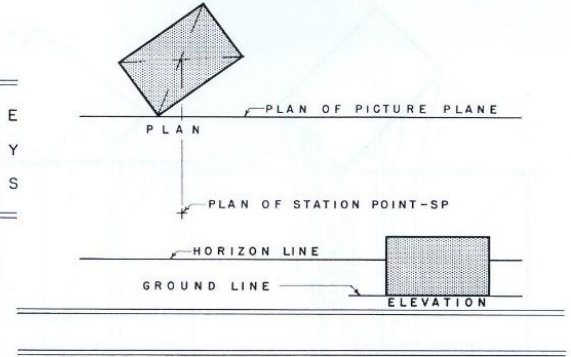 PLAN OF PICTURE PLANE
PLAN
E
Y
S
PLAN OF STATION POINT-SP
HORIZON LINE
GROUND LINE
ELEVATION